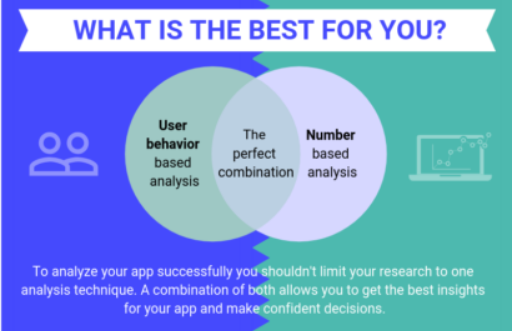 WHAT IS THE BEST FOR YOU?
User
behavior
based
analysis
The
perfect
combination
Number
based
analysis
To analyze your app successfully you shouldn't limit your research to one
analysis technique. A combination of both allows you to get the best insights
for your app and make confident decisions.